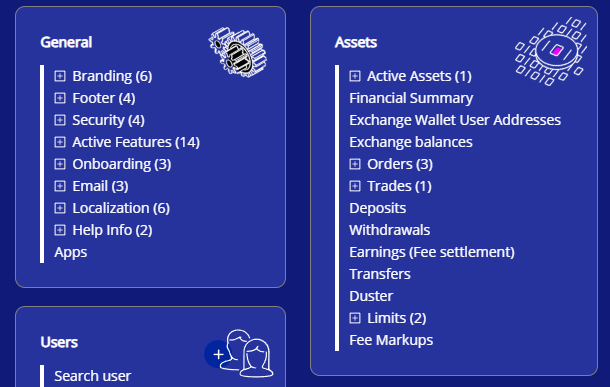 General
Branding (6)
Footer (4)
Security (4)
Active Features (14)
Onboarding (3)
Email (3)
Localization (6)
Help Info (2)
Apps
Users
Search user
Assets
Active Assets (1)
Financial Summary
Exchange Wallet User Addresses
Exchange balances
Orders (3)
Trades (1)
Deposits
Withdrawals
Earnings (Fee settlement)
Transfers
Duster
Limits (2)
Fee Markups